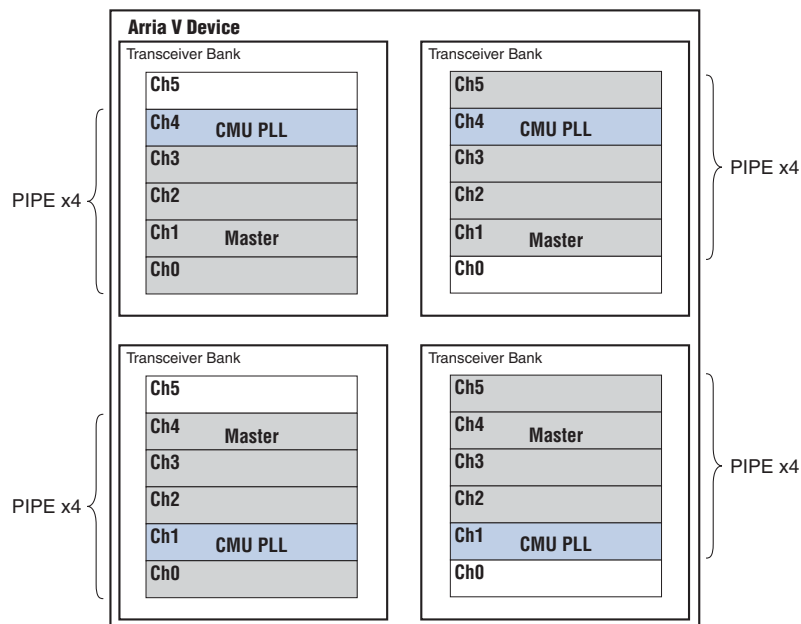 Arria V Device
Transceiver Bank
Ch5
Ch4 CMU PLL
Ch3
Ch2
Ch1 Master
Ch0
PIPE x4
Transceiver Bank
Ch5
Ch4 CMU PLL
Ch3
Ch2
Ch1 Master
Ch0
PIPE x4
Transceiver Bank
Ch5
Ch4 Master
Ch3
Ch2
Ch1 CMU PLL
Ch0
PIPE x4
Transceiver Bank
Ch5
Ch4 Master
Ch3
Ch2
Ch1 CMU PLL
Ch0
PIPE x4